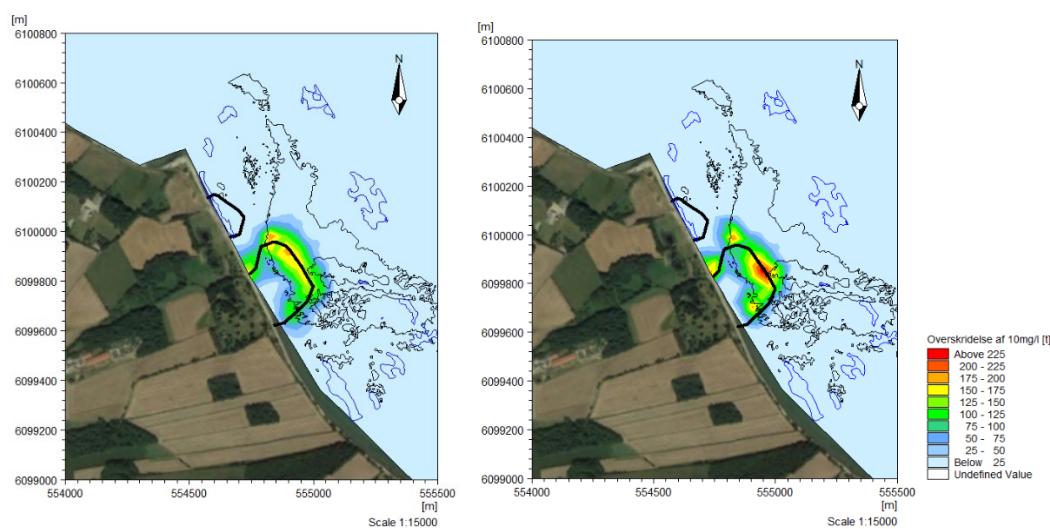 [m]
6100800
6100600
6100400
6100200
6100000
6099800
6099600
6099400
6099200
6099000
554000
554500
555000
555500
[m]
Scale 1:15000
N
[m]
6100800
6100600
6100400
6100200
6100000
6099800
6099600
6099400
6099200
6099000
554000
554500
555000
555500
[m]
Scale 1:15000
N
Overskridelse af 10mg/l [t]
Above 225
200 - 225
175 - 200
150 - 175
125 - 150
100 - 125
75 - 100
50 - 75
25 - 50
Below 25
Undefined Value